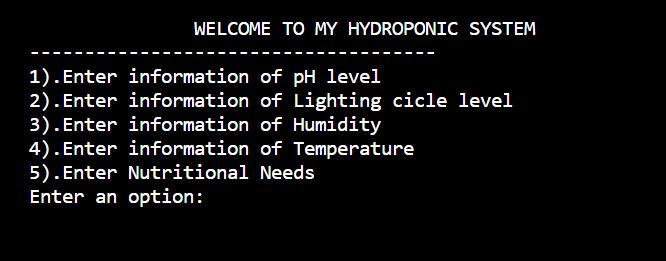 WELCOME TO MY HYDROPONIC SYSTEM
-------------------------------------
1).Enter information of pH level
2).Enter information of Lighting cicle level
3).Enter information of Humidity
4).Enter information of Temperature
5).Enter Nutritional Needs
Enter an option: